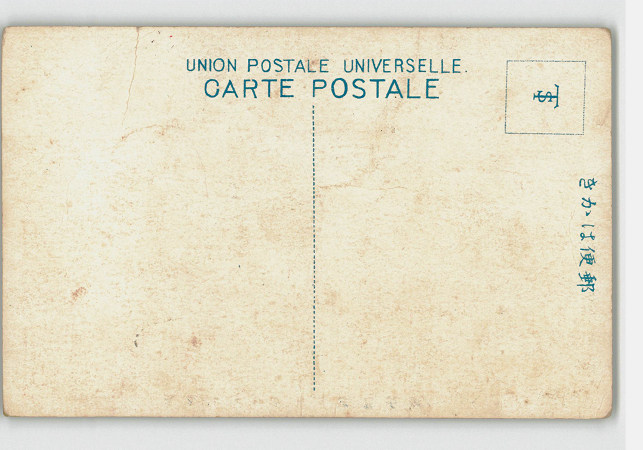 UNION POSTALE UNIVERSELLE.
CARTE POSTALE
きかは便郵